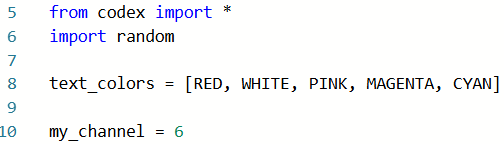 5 from codex import *
6 import random
7
8 text_colors = [RED, WHITE, PINK, MAGENTA, CYAN]
9
10 my_channel = 6